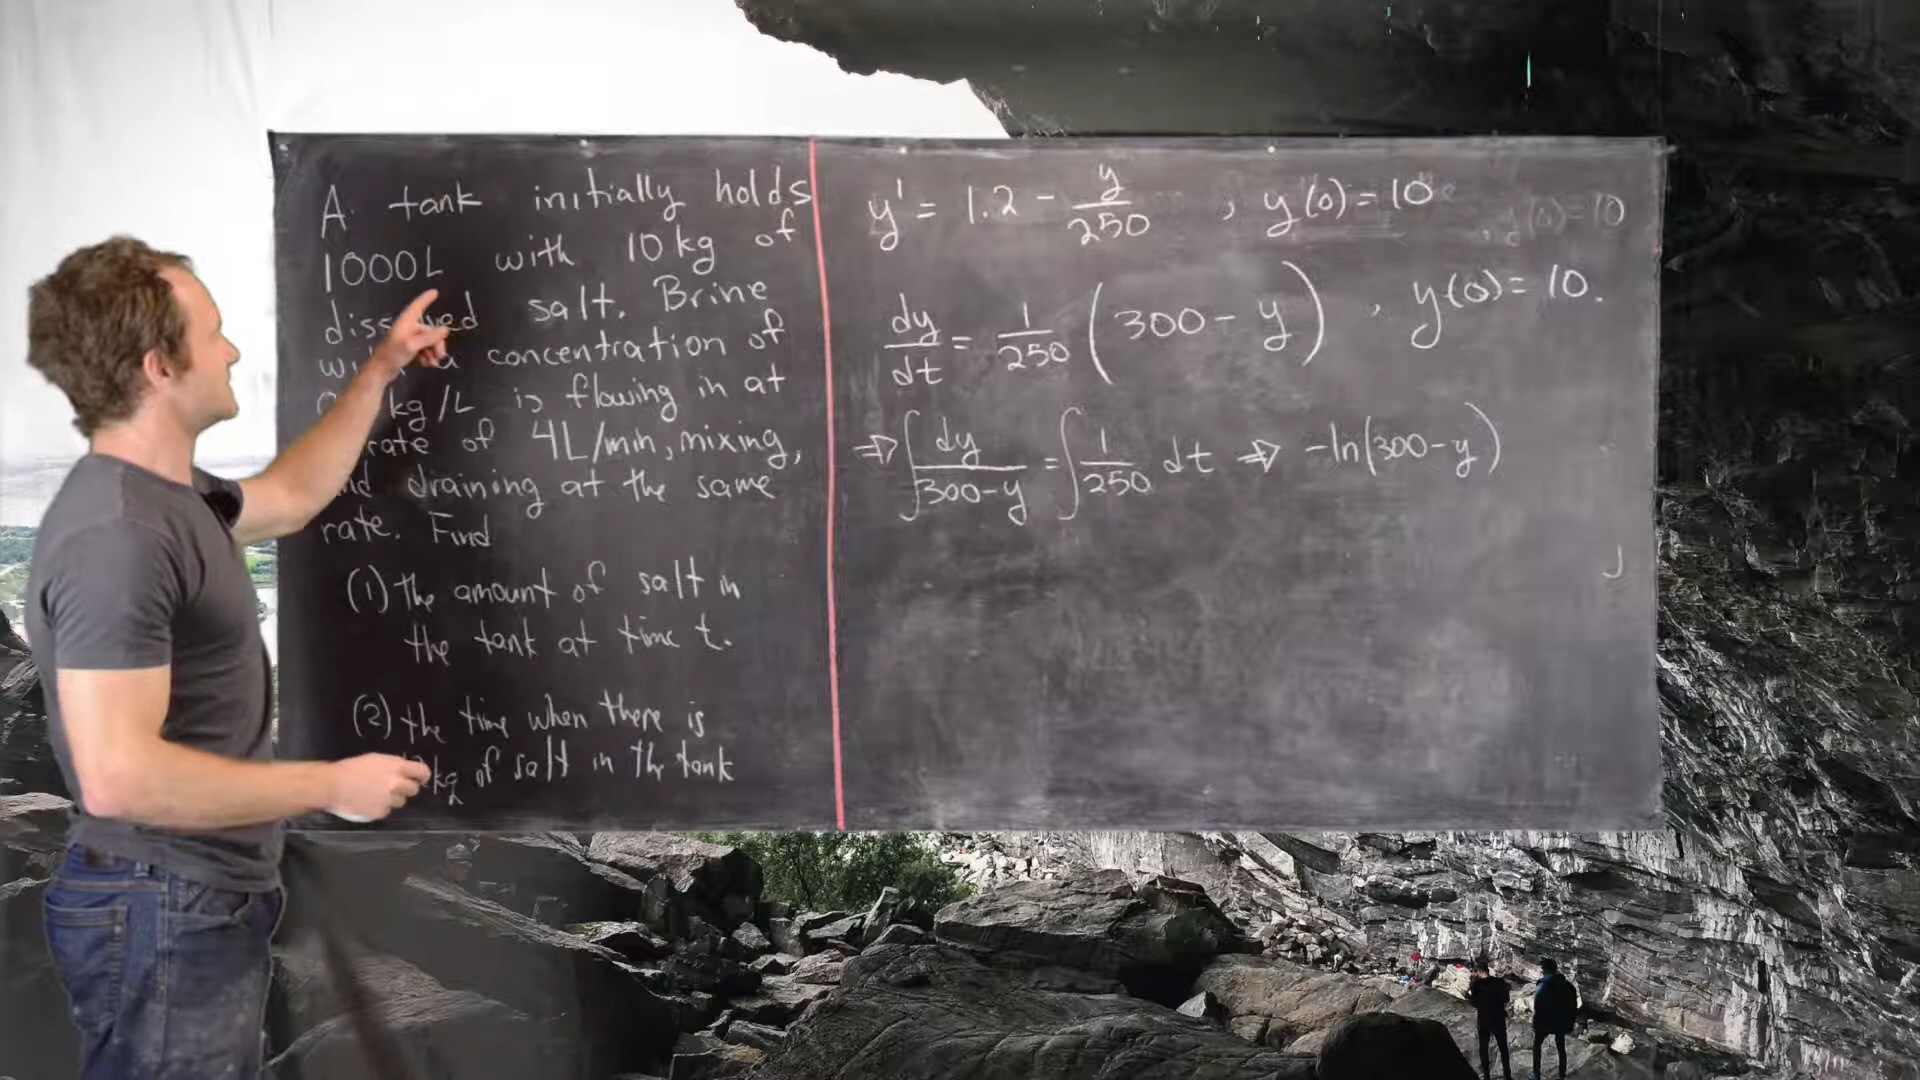 A tank initially holds
1000L with 10kg of
salt. Brine
concentration of
kg/L is flowing in at
rate of 4L/min, mixing,
draining at the same
rate. Find
(1) the amount of salt in
the tank at time t.
(2) the time when there is
kg of salt in the tank
y' = 1.2 - y/250 , y(0) = 10
, y(0) = 10
dy/dt = 1/250 (300 - y) , y(0) = 10.
⇒ ∫ dy/(300-y) = ∫ 1/250 dt ⇒ -ln(300-y)